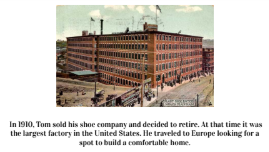 In 1910, Tom sold his shoe company and decided to retire. At that time it was
the largest factory in the United States. He traveled to Europe looking for a
spot to build a comfortable home.